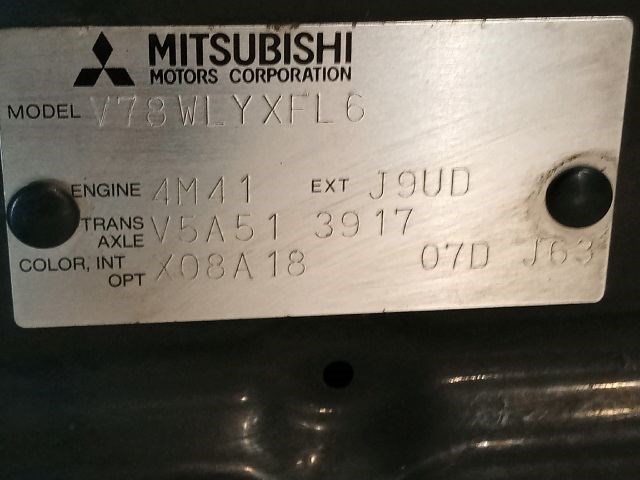 MITSUBISHI
MOTORS CORPORATION
MODEL V78WLYXFL6
ENGINE 4M41 EXT J9UD
TRANS AXLE V5A51 3917
COLOR, INT OPT X08A18 07D J63